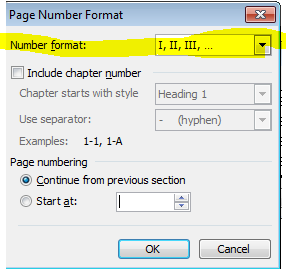 Page Number Format
Number format: I, II, III, ...
Include chapter number
Chapter starts with style Heading 1
Use separator: - (hyphen)
Examples: 1-1, 1-A
Page numbering
Continue from previous section
Start at:
OK Cancel